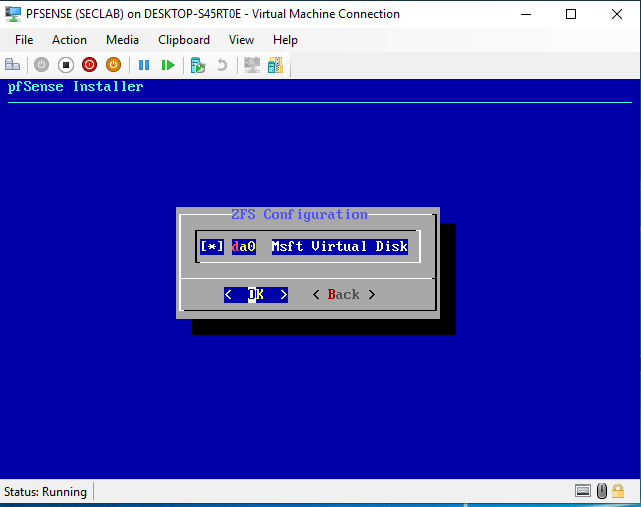 PFSENSE (SECLAB) on DESKTOP-S45RT0E - Virtual Machine Connection
File Action Media Clipboard View Help
pfSense Installer
ZFS Configuration
[*] da0 Msft Virtual Disk
< OK > < Back >
Status: Running